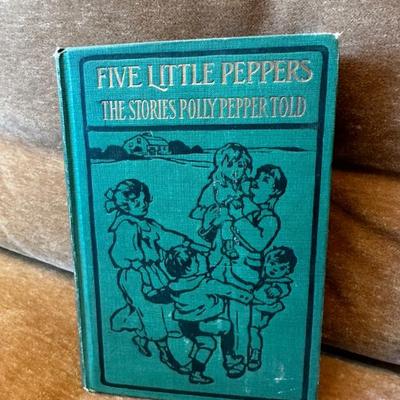 FIVE LITTLE PEPPERS
THE STORIES POLLY PEPPER TOLD